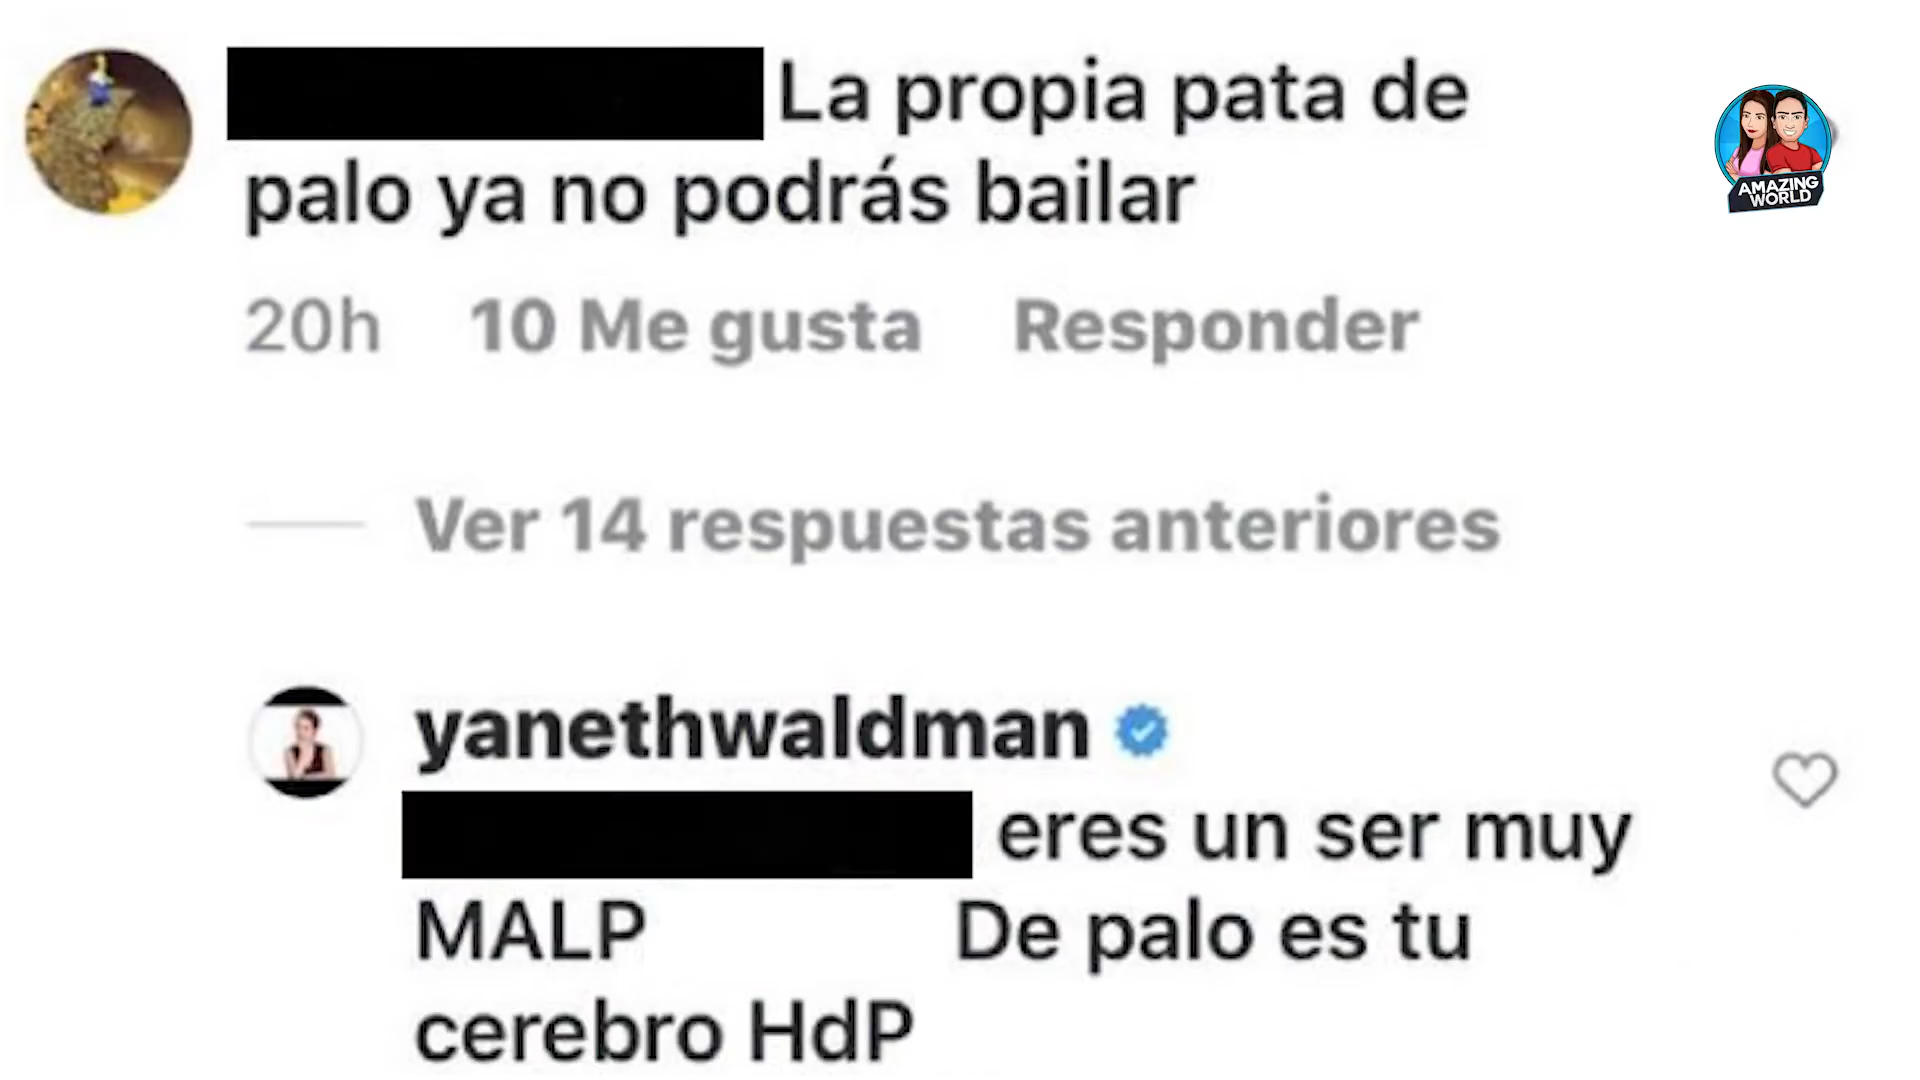 La propia pata de
palo ya no podrás bailar
20h 10 Me gusta Responder
Ver 14 respuestas anteriores
yanethwaldman
eres un ser muy
MALP De palo es tu
cerebro HdP
AMAZING
WORLD